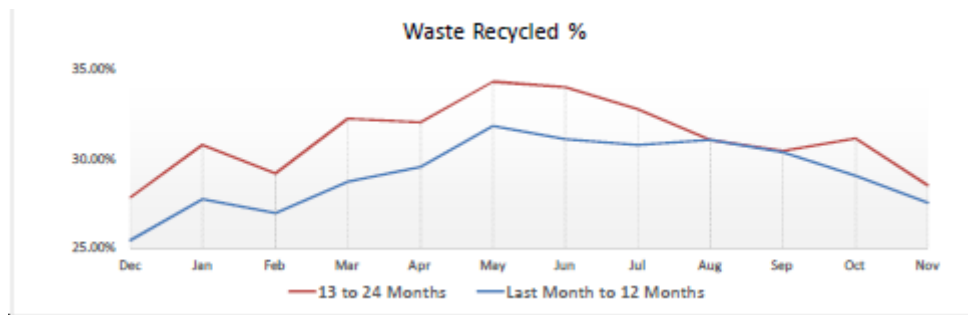 Waste Recycled %
35.00%
30.00%
25.00%
Dec Jan Feb Mar Apr May Jun Jul Aug Sep Oct Nov
13 to 24 Months Last Month to 12 Months